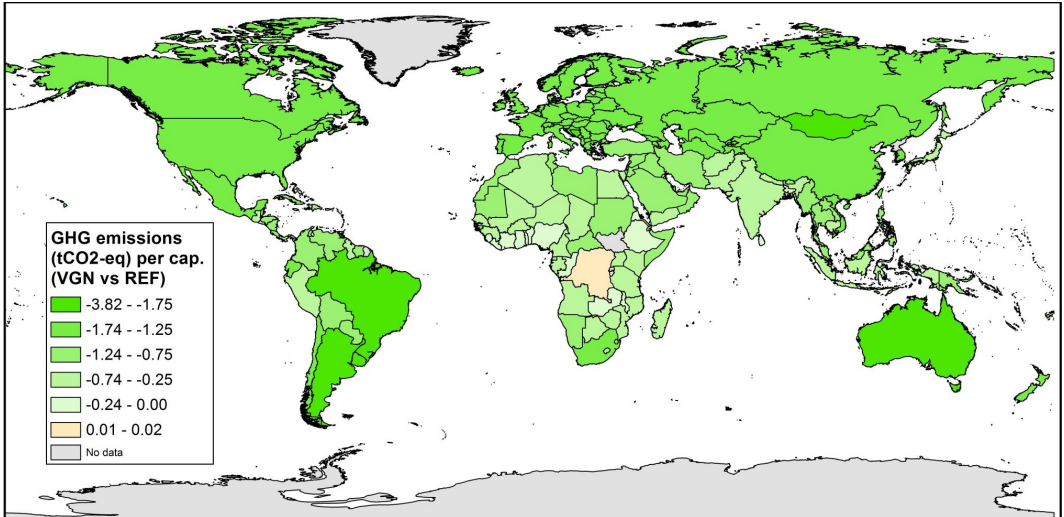 GHG emissions
(tCO2-eq) per cap.
(VGN vs REF)
-3.82 - -1.75
-1.74 - -1.25
-1.24 - -0.75
-0.74 - -0.25
-0.24 - 0.00
0.01 - 0.02
No data